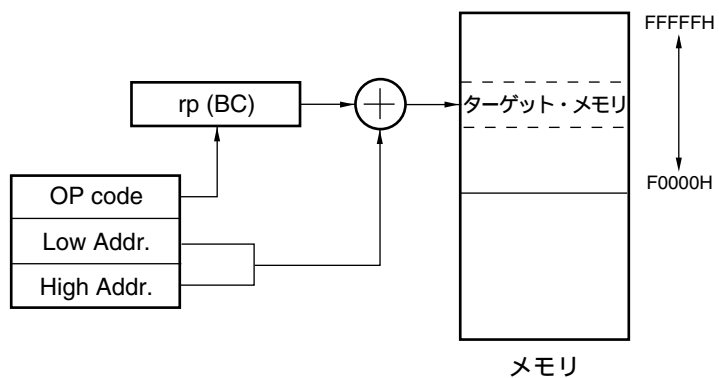 FFFFFH
rp (BC)
ターゲット・メモリ
F0000H
OP code
Low Addr.
High Addr.
メモリ